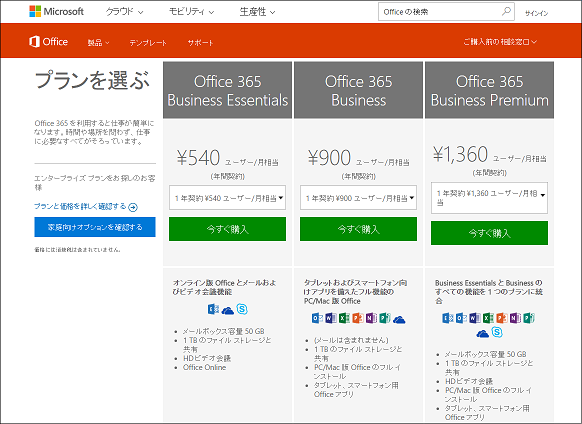 Microsoft クラウド モビリティ 生産性 Office の検索 サインイン
Office 製品 テンプレート サポート ご購入前の相談窓口
プランを選ぶ
Office 365 を利用すると仕事が簡単に
なります。時間や場所を問わず、仕事
に必要なすべてがそろっています。
エンタープライズ プランをお探しのお客
様
プランと価格を詳しく確認する
家庭向けオプションを確認する
価格には消費税は含まれていません。
Office 365
Business Essentials
¥540 ユーザー/月相当
(年間契約)
1 年契約 ¥540 ユーザー/月相当
今すぐ購入
オンライン版 Office とメールおよ
びビデオ会議機能
メールボックス容量 50 GB
1 TB のファイル ストレージと
共有
HDビデオ会議
Office Online
Office 365
Business
¥900 ユーザー/月相当
(年間契約)
1 年契約 ¥900 ユーザー/月相当
今すぐ購入
タブレットおよびスマートフォン向
けアプリを備えたフル機能の
PC/Mac 版 Office
(メールは含まれません)
1 TB のファイル ストレージと
共有
PC/Mac 版 Office のフル イ
ンストール
タブレット、スマートフォン用
Office アプリ
Office 365
Business Premium
¥1,360 ユーザー/月相当
(年間契約)
1 年契約 ¥1,360 ユーザー/月相
当
今すぐ購入
Business Essentials と Business の
すべての機能を 1 つのプランに統
合
メールボックス容量 50 GB
1 TB のファイル ストレージと
共有
HDビデオ会議
PC/Mac 版 Office のフル イ
ンストール
タブレット、スマートフォン用
Office アプリ